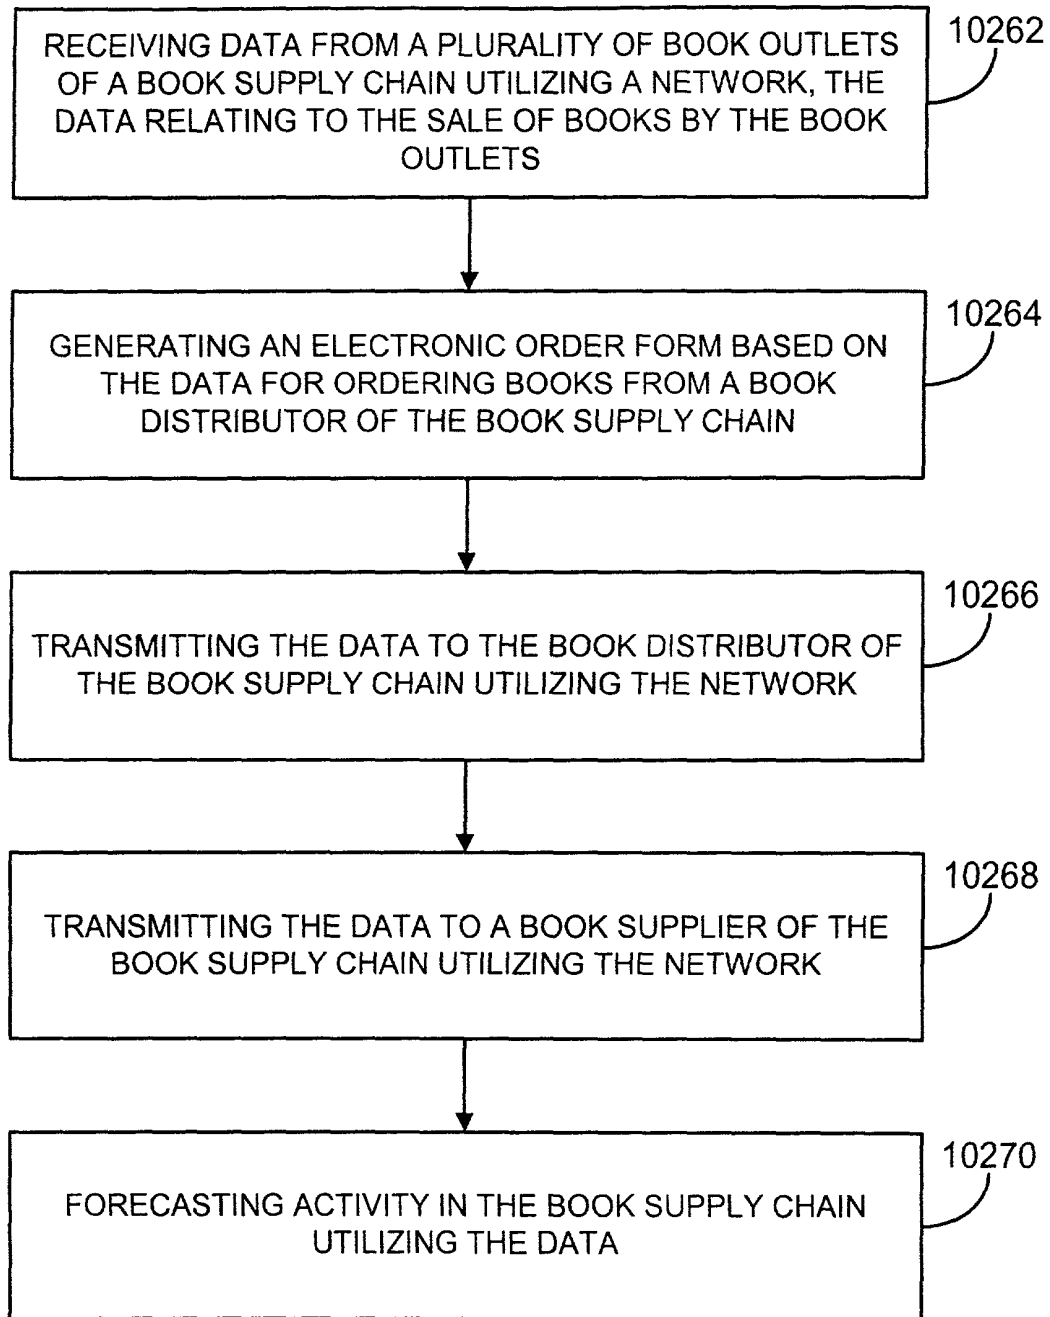 RECEIVING DATA FROM A PLURALITY OF BOOK OUTLETS
OF A BOOK SUPPLY CHAIN UTILIZING A NETWORK, THE
DATA RELATING TO THE SALE OF BOOKS BY THE BOOK
OUTLETS
10262
GENERATING AN ELECTRONIC ORDER FORM BASED ON
THE DATA FOR ORDERING BOOKS FROM A BOOK
DISTRIBUTOR OF THE BOOK SUPPLY CHAIN
10264
TRANSMITTING THE DATA TO THE BOOK DISTRIBUTOR OF
THE BOOK SUPPLY CHAIN UTILIZING THE NETWORK
10266
TRANSMITTING THE DATA TO A BOOK SUPPLIER OF THE
BOOK SUPPLY CHAIN UTILIZING THE NETWORK
10268
FORECASTING ACTIVITY IN THE BOOK SUPPLY CHAIN
UTILIZING THE DATA
10270